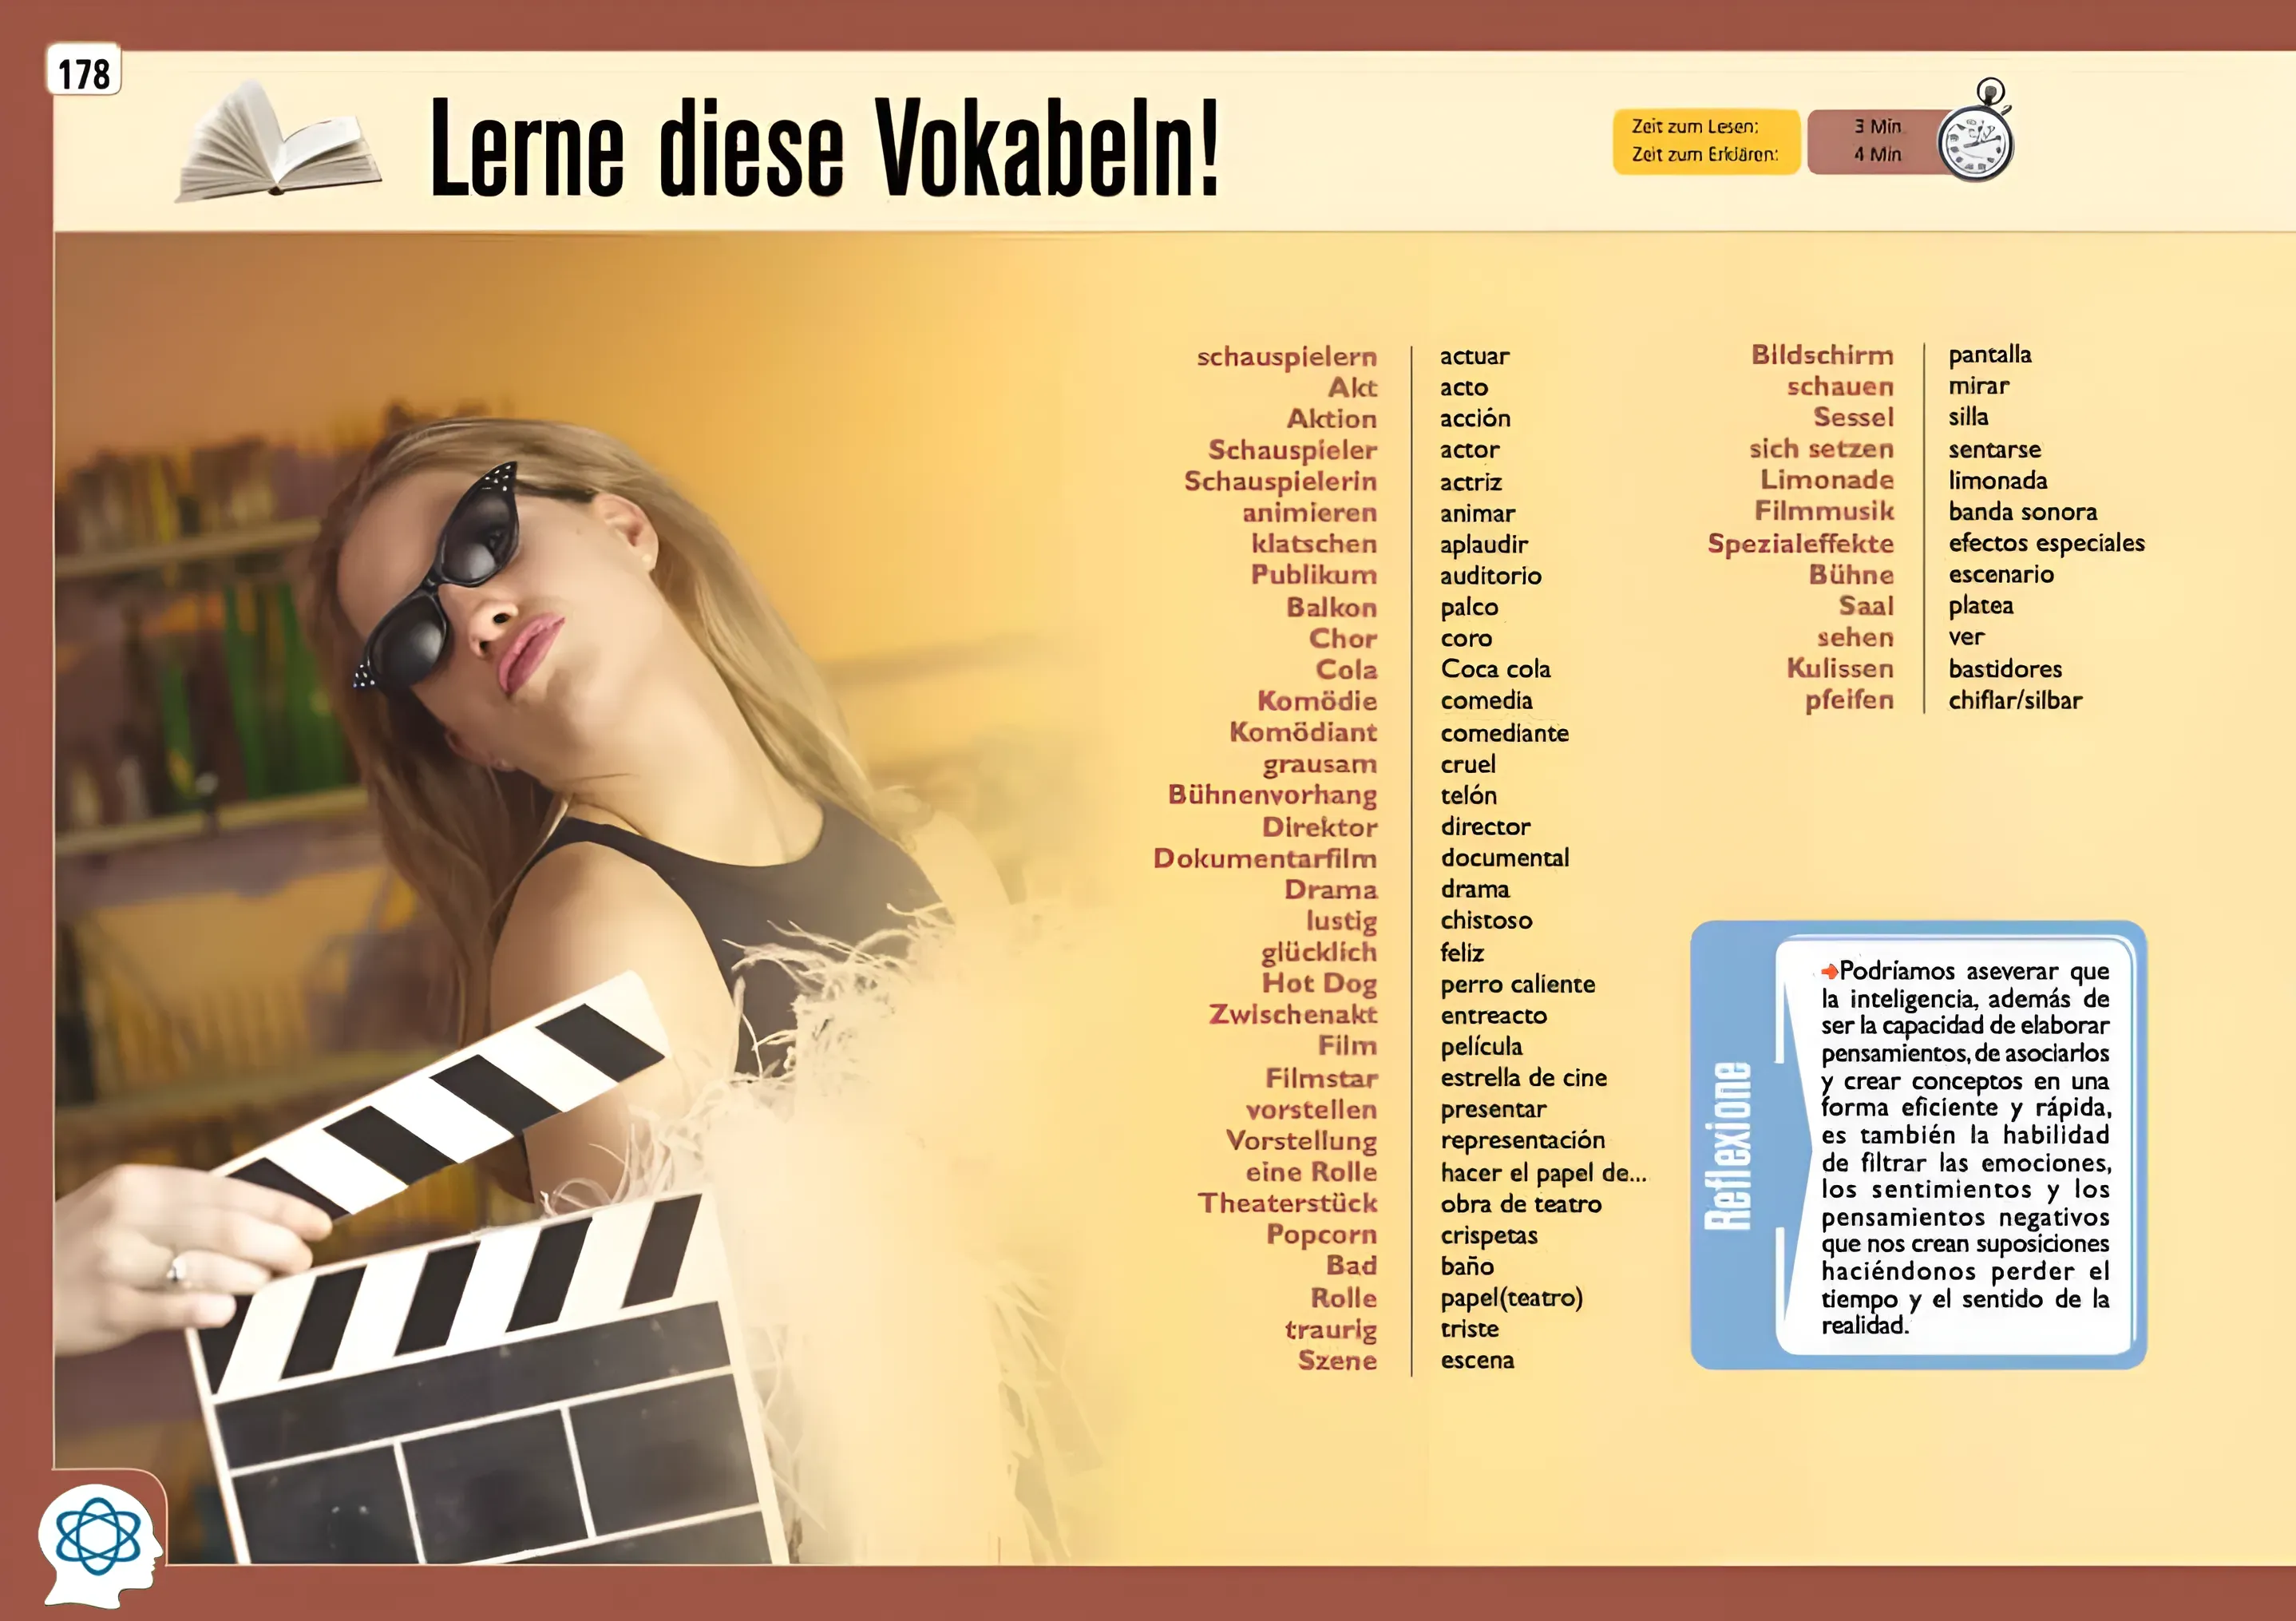 178
Lerne diese Vokabeln!
Zeit zum Lesen: 3 Min
Zeit zum Erklären: 4 Min
schauspielern actuar
Akt acto
Aktion acción
Schauspieler actor
Schauspielerin actriz
animieren animar
klatschen aplaudir
Publikum auditorio
Balkon palco
Chor coro
Cola Coca cola
Komödie comedia
Komödiant comediante
grausam cruel
Bühnenvorhang telón
Direktor director
Dokumentarfilm documental
Drama drama
lustig chistoso
glücklich feliz
Hot Dog perro caliente
Zwischenakt entreacto
Film película
Filmstar estrella de cine
vorstellen presentar
Vorstellung representación
eine Rolle hacer el papel de...
Theaterstück obra de teatro
Popcorn crispetas
Bad baño
Rolle papel(teatro)
traurig triste
Szene escena
Bildschirm pantalla
schauen mirar
Sessel silla
sich setzen sentarse
Limonade limonada
Filmmusik banda sonora
Spezialeffekte efectos especiales
Bühne escenario
Saal platea
sehen ver
Kulissen bastidores
pfeifen chiflar/silbar
Reflexione
Podríamos aseverar que
la inteligencia, además de
ser la capacidad de elaborar
pensamientos, de asociarlos
y crear conceptos en una
forma eficiente y rápida,
es también la habilidad
de filtrar las emociones,
los sentimientos y los
pensamientos negativos
que nos crean suposiciones
haciéndonos perder el
tiempo y el sentido de la
realidad.